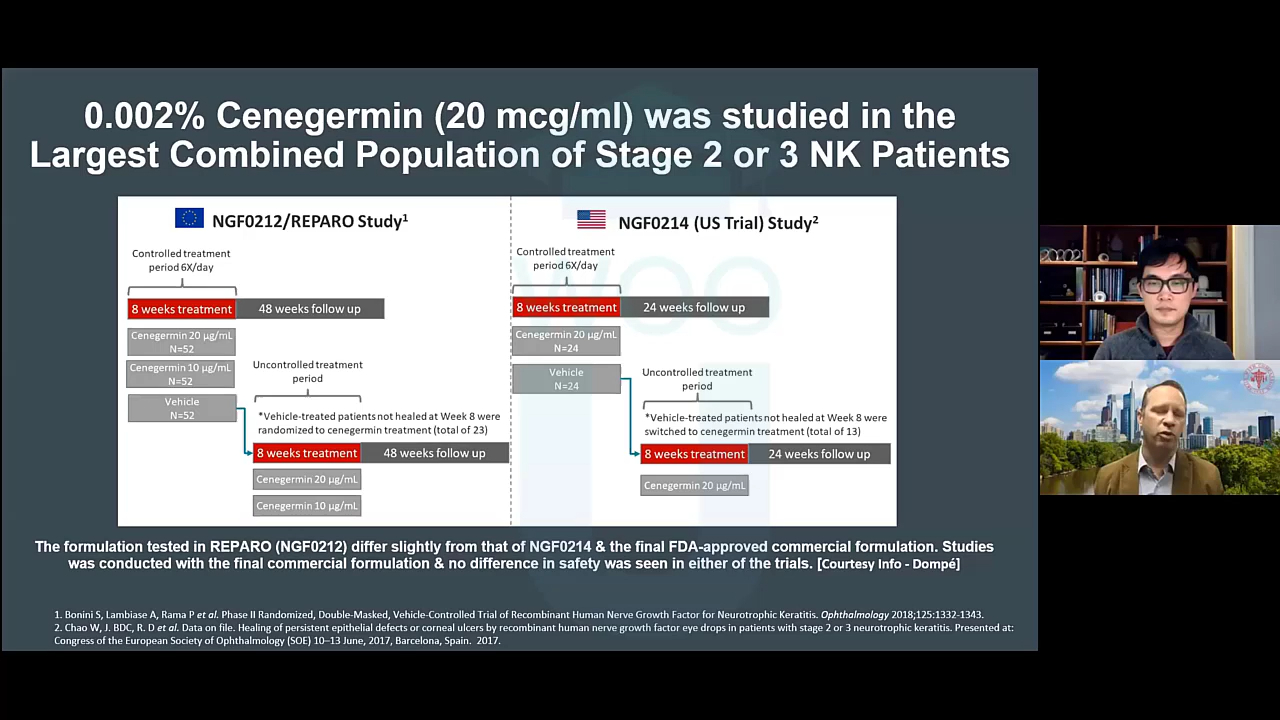 0.002% Cenegermin (20 mcg/ml) was studied in the
Largest Combined Population of Stage 2 or 3 NK Patients
NGF0212/REPARO Study1
Controlled treatment
period 6X/day
8 weeks treatment
48 weeks follow up
Cenegermin 20 µg/mL
N=52
Cenegermin 10 µg/mL
N=52
Vehicle
N=52
Uncontrolled treatment
period
*Vehicle-treated patients not healed at Week 8 were
randomized to cenegermin treatment (total of 23)
8 weeks treatment
48 weeks follow up
Cenegermin 20 µg/mL
Cenegermin 10 µg/mL
NGF0214 (US Trial) Study2
Controlled treatment
period 6X/day
8 weeks treatment
24 weeks follow up
Cenegermin 20 µg/mL
N=24
Vehicle
N=24
Uncontrolled treatment
period
*Vehicle-treated patients not healed at Week 8 were
switched to cenegermin treatment (total of 13)
8 weeks treatment
24 weeks follow up
Cenegermin 20 µg/mL
The formulation tested in REPARO (NGF0212) differ slightly from that of NGF0214 & the final FDA-approved commercial formulation. Studies
was conducted with the final commercial formulation & no difference in safety was seen in either of the trials. [Courtesy Info - Dompé]
1. Bonini S, Lambiase A, Rama P et al. Phase II Randomized, Double-Masked, Vehicle-Controlled Trial of Recombinant Human Nerve Growth Factor for Neurotrophic Keratitis. Ophthalmology 2018;125:1332-1343.
2. Chao W, J. BDC, R. D et al. Data on file. Healing of persistent epithelial defects or corneal ulcers by recombinant human nerve growth factor eye drops in patients with stage 2 or 3 neurotrophic keratitis. Presented at:
Congress of the European Society of Ophthalmology (SOE) 10–13 June, 2017, Barcelona, Spain. 2017.
WOO